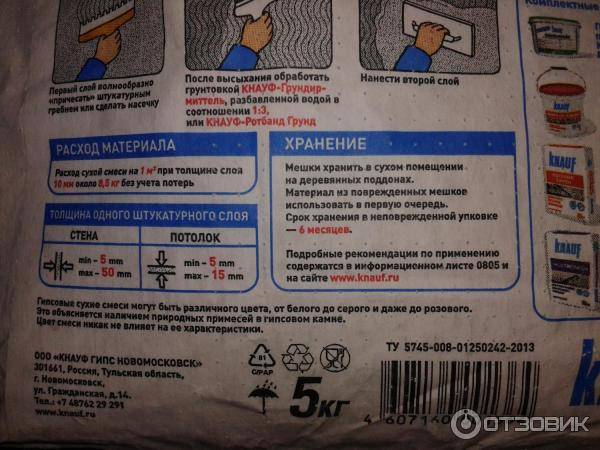 Первый слой волнообразно
"причесать" штукатурным
гребнем или сделать насечку
После высыхания обработать
грунтовкой КНАУФ-Грундир-
миттель, разбавленной водой в
соотношении 1:3,
или КНАУФ-Ротбанд Грунд
Нанести второй слой
Комплектные
РАСХОД МАТЕРИАЛА
Расход сухой смеси на 1 м² при толщине слоя
10 мм около 8,5 кг без учета потерь
ТОЛЩИНА ОДНОГО ШТУКАТУРНОГО СЛОЯ
СТЕНА
min – 5 mm
max – 50 mm
ПОТОЛОК
min – 5 mm
max – 15 mm
ХРАНЕНИЕ
Мешки хранить в сухом помещении
на деревянных поддонах.
Материал из поврежденных мешков
использовать в первую очередь.
Срок хранения в неповрежденной упковке
— 6 месяцев.
Подробные рекомендации по применению
содержатся в информационном листе 0805 и
на сайте www.knauf.ru
KNAUF
KNAUF
KNAUF
Гипсовые сухие смеси могут быть различного цвета, от белого до серого и даже до розового.
Это объясняется наличием природных примесей в гипсовом камне.
Цвет смеси никак не влияет на ее характеристики.
ООО «КНАУФ ГИПС НОВОМОСКОВСК»
301661, Россия, Тульская область,
г. Новомосковск,
ул. Гражданская, д.14.
Тел.: +7 48762 29 291
www.knauf.ru
81
C/PAP
5кг
ТУ 5745-008-01250242-2013
4 607140
ОТЗОВИК